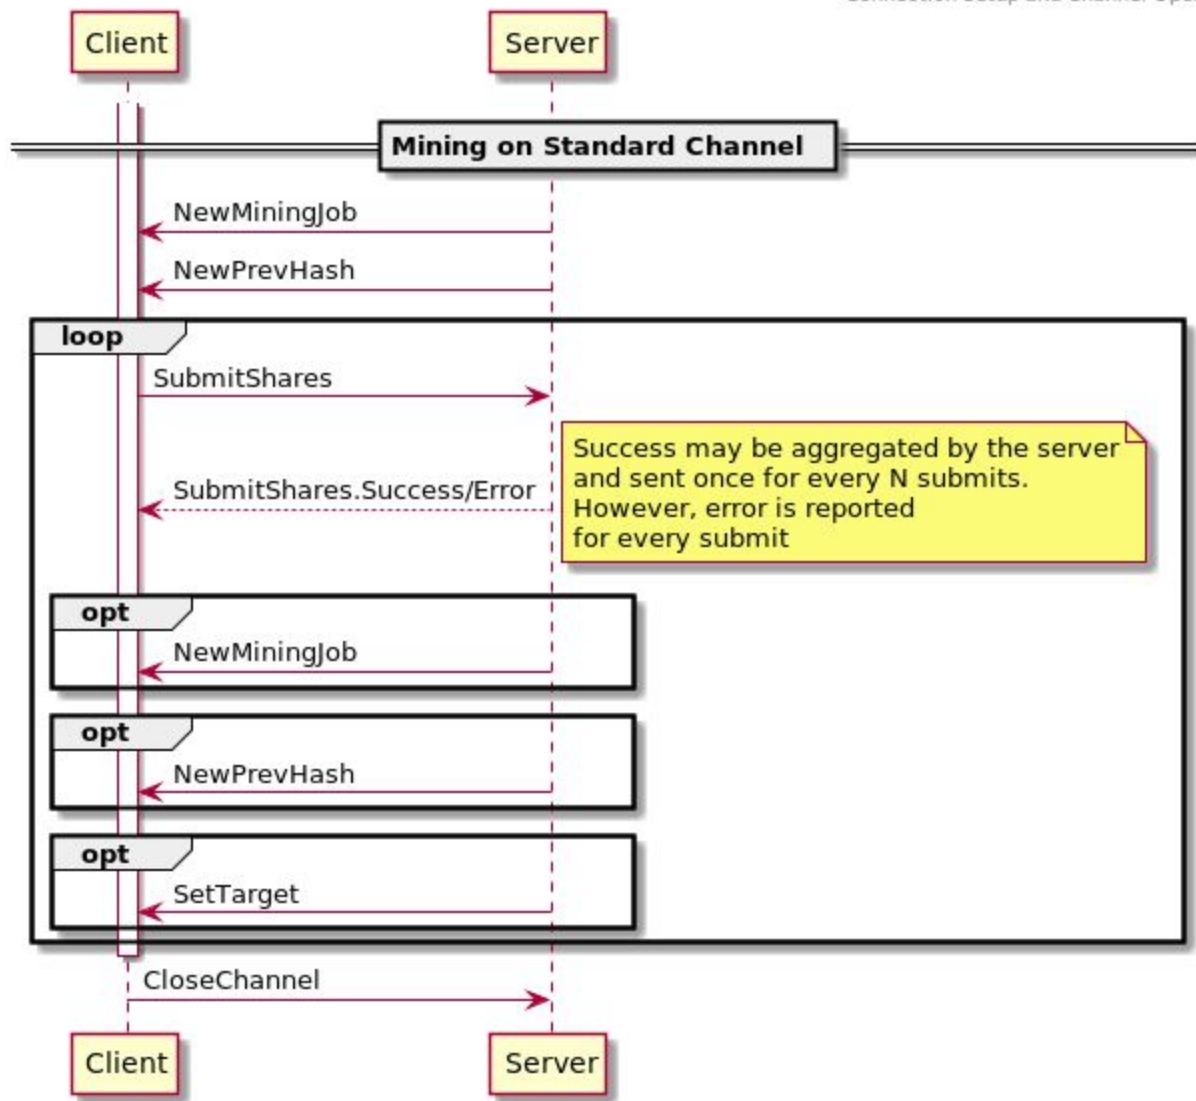 Client
Server
Mining on Standard Channel
NewMiningJob
NewPrevHash
loop
SubmitShares
Success may be aggregated by the server
and sent once for every N submits.
SubmitShares.Success/Error
However, error is reported
for every submit
opt
NewMiningJob
opt
NewPrevHash
opt
SetTarget
CloseChannel
Client
Server